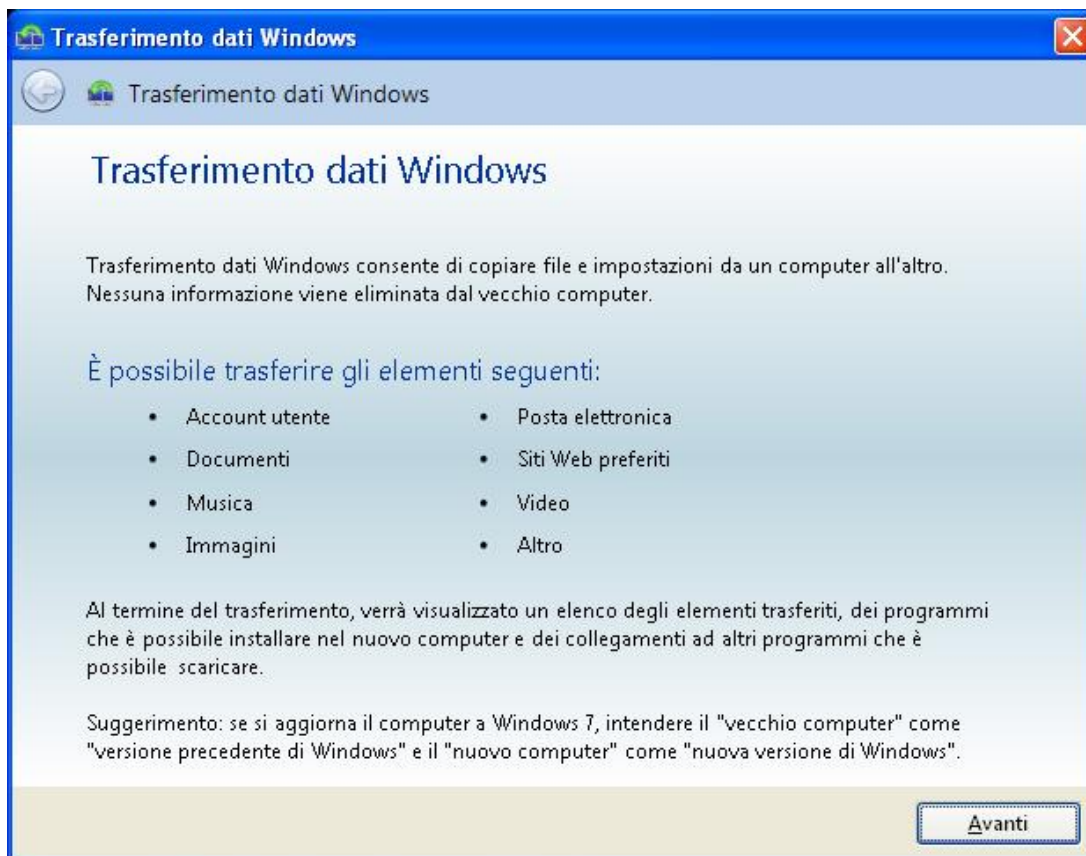 Trasferimento dati Windows
Trasferimento dati Windows
Trasferimento dati Windows
Trasferimento dati Windows consente di copiare file e impostazioni da un computer all'altro.
Nessuna informazione viene eliminata dal vecchio computer.
È possibile trasferire gli elementi seguenti:
• Account utente
• Documenti
• Musica
• Immagini
• Posta elettronica
• Siti Web preferiti
• Video
• Altro
Al termine del trasferimento, verrà visualizzato un elenco degli elementi trasferiti, dei programmi
che è possibile installare nel nuovo computer e dei collegamenti ad altri programmi che è
possibile scaricare.
Suggerimento: se si aggiorna il computer a Windows 7, intendere il "vecchio computer" come
"versione precedente di Windows" e il "nuovo computer" come "nuova versione di Windows".
Avanti